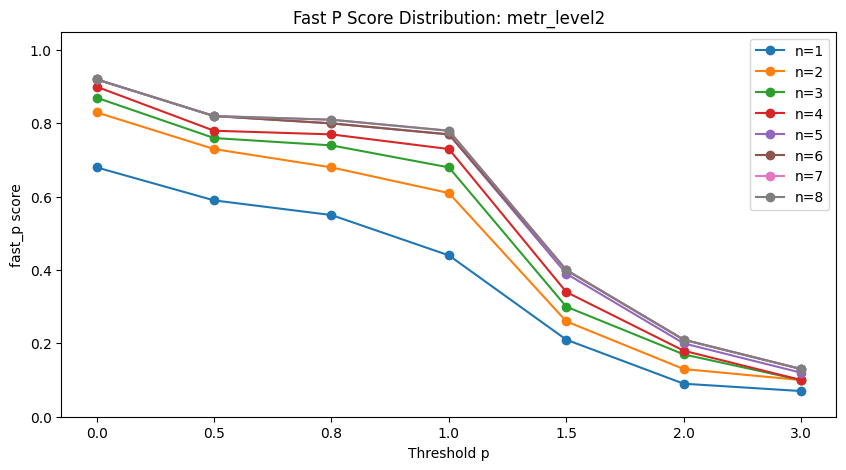 Fast P Score Distribution: metr_level2
fast_p score
1.0
0.8
0.6
0.4
0.2
0.0
n=1
n=2
n=3
n=4
n=5
n=6
n=7
n=8
0.0 0.5 0.8 1.0 1.5 2.0 3.0
Threshold p